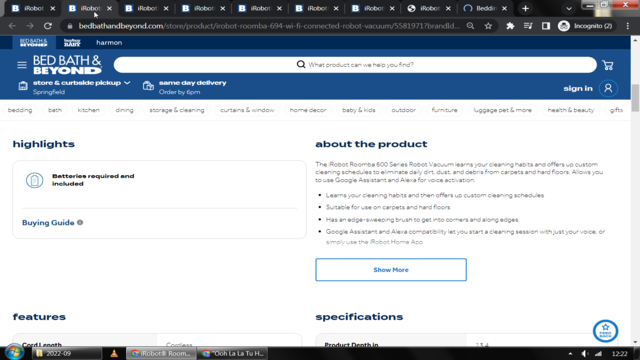 iRobot
iRobot
iRobot
iRobot
iRobot
iRobot
iRobot
iRobot
iRobot
Bedding
bedbathandbeyond.com/store/product/irobot-roomba-694-wi-fi-connected-robot-vacuum/5581971?brandId...
Incognito (2)
BED BATH & BEYOND
buybuy BABY
harmon
BED BATH &
BEYOND
What product can we help you find?
store & curbside pickup
Springfield
same day delivery
Order by 6pm
sign in
bedding
bath
kitchen
dining
storage & cleaning
curtains & window
home decor
baby & kids
outdoor
furniture
luggage pet & more
health & beauty
gifts
highlights
Batteries required and
included
Buying Guide
about the product
The iRobot Roomba 600 Series Robot Vacuum learns your cleaning habits and offers up custom
cleaning schedules to eliminate daily dirt, dust, and debris from carpets and hard floors. Allows you
to use Google Assistant and Alexa for voice activation.
• Learns your cleaning habits and then offers up custom cleaning schedules
• Suitable for use on carpets and hard floors
• Has an edge-sweeping brush to get into corners and along edges
• Google Assistant and Alexa compatibility let you start a cleaning session with just your voice, or
simply use the iRobot Home App
Show More
features
Cord Length
Cordless
specifications
Product Depth in
13.4
FEED
BACK
2022-09
iRobot® Room...
"Ooh La La Tu H...
12:22